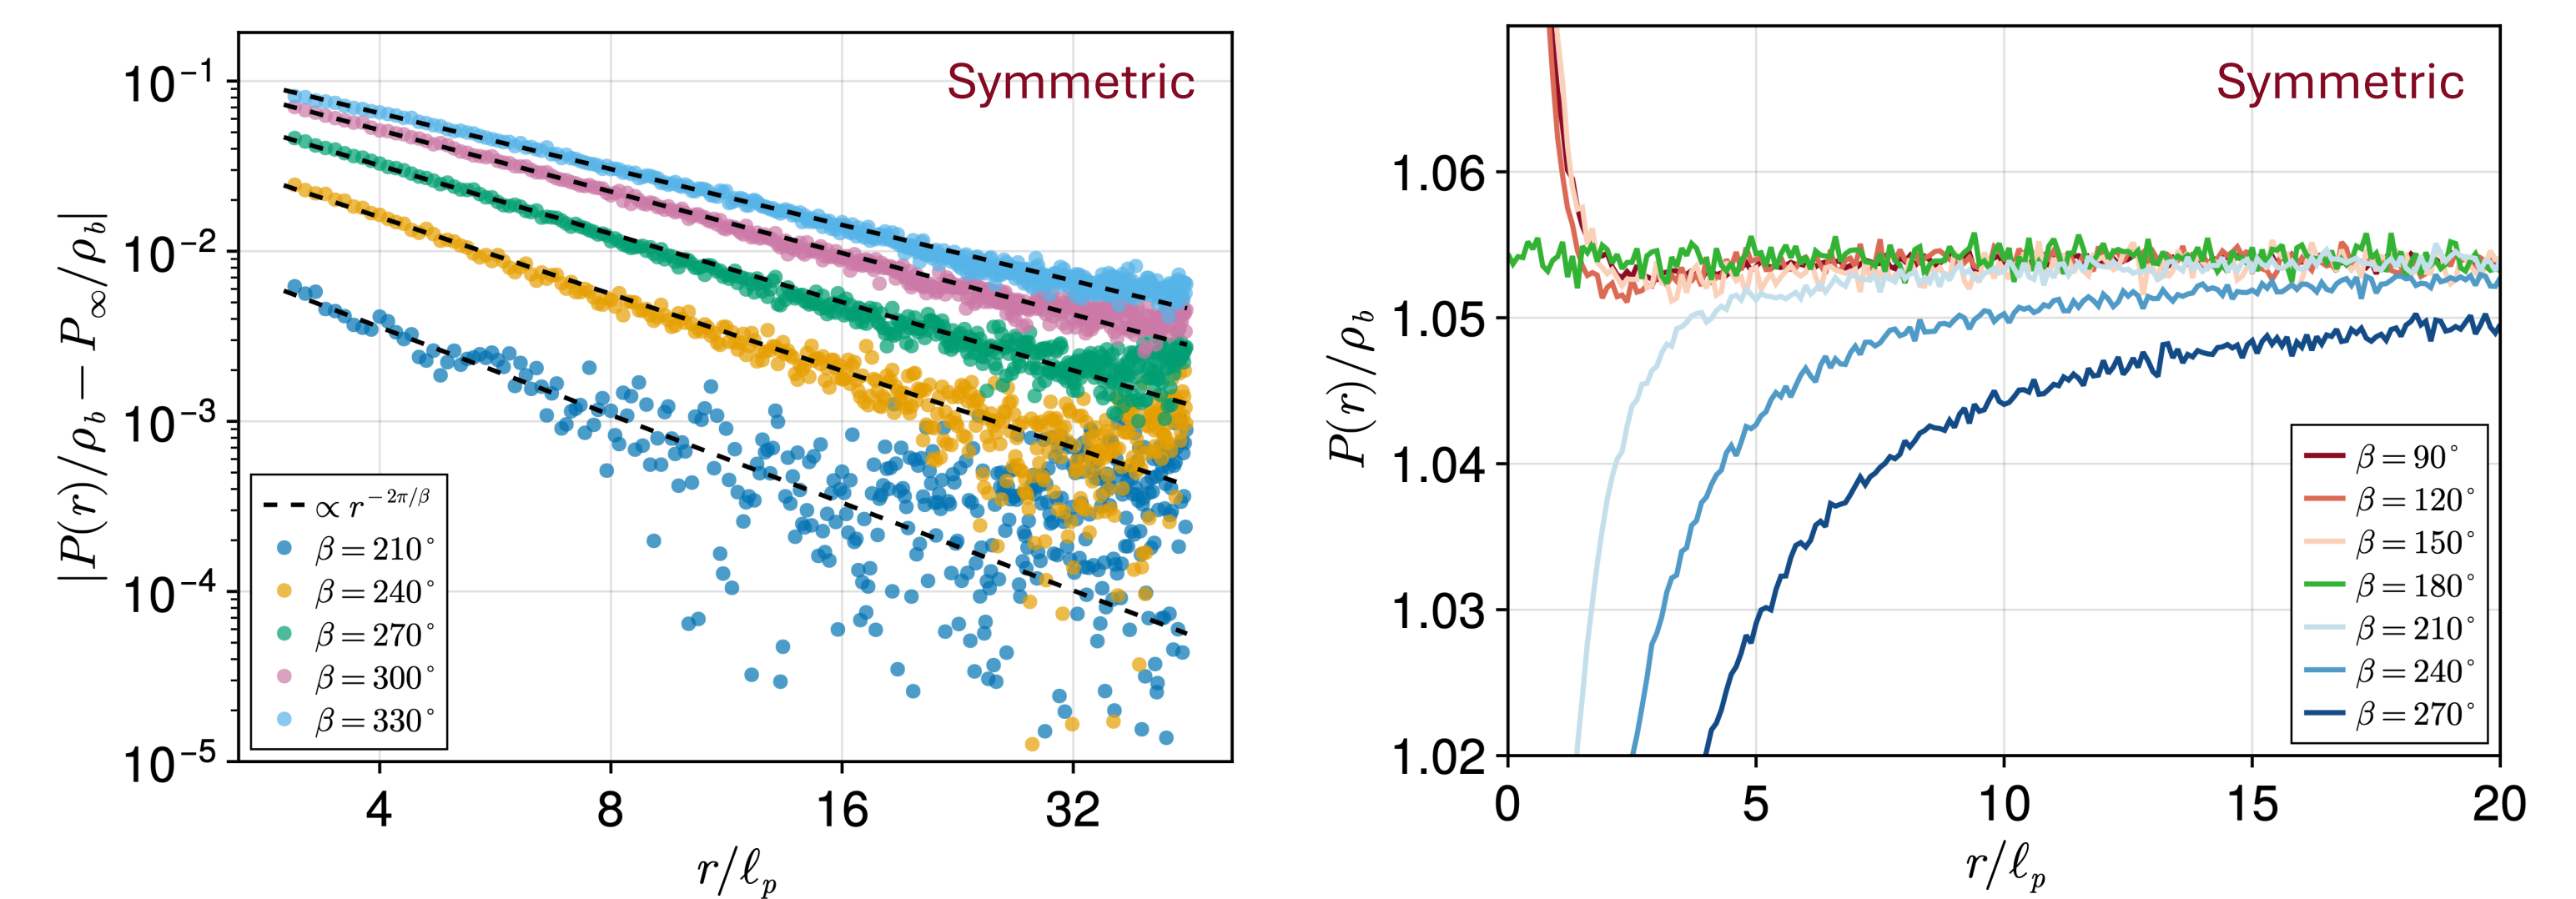 Symmetric
10⁻¹
10⁻²
10⁻³
10⁻⁴
10⁻⁵
|P(r)/ρ_b − P_∞/ρ_b|
∝ r^{−2π/β}
β = 210°
β = 240°
β = 270°
β = 300°
β = 330°
4 8 16 32
r/ℓ_p
Symmetric
1.06
1.05
1.04
1.03
1.02
P(r)/ρ_b
β = 90°
β = 120°
β = 150°
β = 180°
β = 210°
β = 240°
β = 270°
0 5 10 15 20
r/ℓ_p